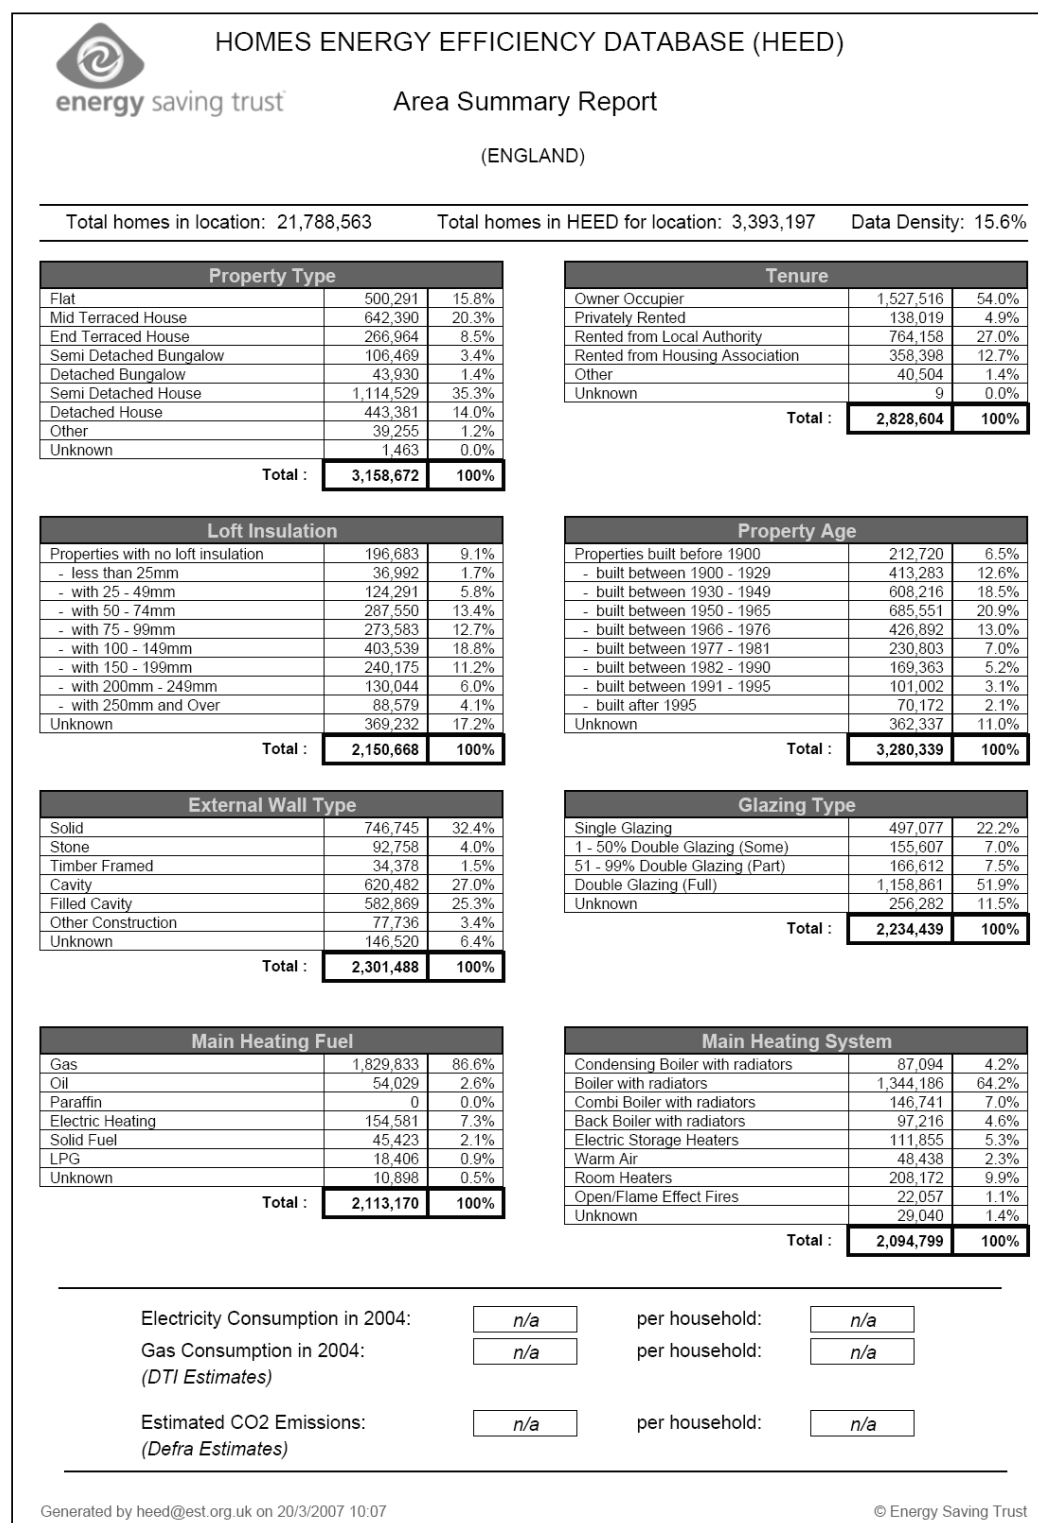 HOMES ENERGY EFFICIENCY DATABASE (HEED)
energy saving trust
Area Summary Report
(ENGLAND)
Total homes in location: 21,788,563 Total homes in HEED for location: 3,393,197 Data Density: 15.6%
Property Type
Flat 500,291 15.8%
Mid Terraced House 642,390 20.3%
End Terraced House 266,964 8.5%
Semi Detached Bungalow 106,469 3.4%
Detached Bungalow 43,930 1.4%
Semi Detached House 1,114,529 35.3%
Detached House 443,381 14.0%
Other 39,255 1.2%
Unknown 1,463 0.0%
Total : 3,158,672 100%
Tenure
Owner Occupier 1,527,516 54.0%
Privately Rented 138,019 4.9%
Rented from Local Authority 764,158 27.0%
Rented from Housing Association 358,398 12.7%
Other 40,504 1.4%
Unknown 9 0.0%
Total : 2,828,604 100%
Loft Insulation
Properties with no loft insulation 196,683 9.1%
- less than 25mm 36,992 1.7%
- with 25 - 49mm 124,291 5.8%
- with 50 - 74mm 287,550 13.4%
- with 75 - 99mm 273,583 12.7%
- with 100 - 149mm 403,539 18.8%
- with 150 - 199mm 240,175 11.2%
- with 200mm - 249mm 130,044 6.0%
- with 250mm and Over 88,579 4.1%
Unknown 369,232 17.2%
Total : 2,150,668 100%
Property Age
Properties built before 1900 212,720 6.5%
- built between 1900 - 1929 413,283 12.6%
- built between 1930 - 1949 608,216 18.5%
- built between 1950 - 1965 685,551 20.9%
- built between 1966 - 1976 426,892 13.0%
- built between 1977 - 1981 230,803 7.0%
- built between 1982 - 1990 169,363 5.2%
- built between 1991 - 1995 101,002 3.1%
- built after 1995 70,172 2.1%
Unknown 362,337 11.0%
Total : 3,280,339 100%
External Wall Type
Solid 746,745 32.4%
Stone 92,758 4.0%
Timber Framed 34,378 1.5%
Cavity 620,482 27.0%
Filled Cavity 582,869 25.3%
Other Construction 77,736 3.4%
Unknown 146,520 6.4%
Total : 2,301,488 100%
Glazing Type
Single Glazing 497,077 22.2%
1 - 50% Double Glazing (Some) 155,607 7.0%
51 - 99% Double Glazing (Part) 166,612 7.5%
Double Glazing (Full) 1,158,861 51.9%
Unknown 256,282 11.5%
Total : 2,234,439 100%
Main Heating Fuel
Gas 1,829,833 86.6%
Oil 54,029 2.6%
Paraffin 0 0.0%
Electric Heating 154,581 7.3%
Solid Fuel 45,423 2.1%
LPG 18,406 0.9%
Unknown 10,898 0.5%
Total : 2,113,170 100%
Main Heating System
Condensing Boiler with radiators 87,094 4.2%
Boiler with radiators 1,344,186 64.2%
Combi Boiler with radiators 146,741 7.0%
Back Boiler with radiators 97,216 4.6%
Electric Storage Heaters 111,855 5.3%
Warm Air 48,438 2.3%
Room Heaters 208,172 9.9%
Open/Flame Effect Fires 22,057 1.1%
Unknown 29,040 1.4%
Total : 2,094,799 100%
Electricity Consumption in 2004: n/a per household: n/a
Gas Consumption in 2004: n/a per household: n/a
(DTI Estimates)
Estimated CO2 Emissions: n/a per household: n/a
(Defra Estimates)
Generated by heed@est.org.uk on 20/3/2007 10:07 © Energy Saving Trust